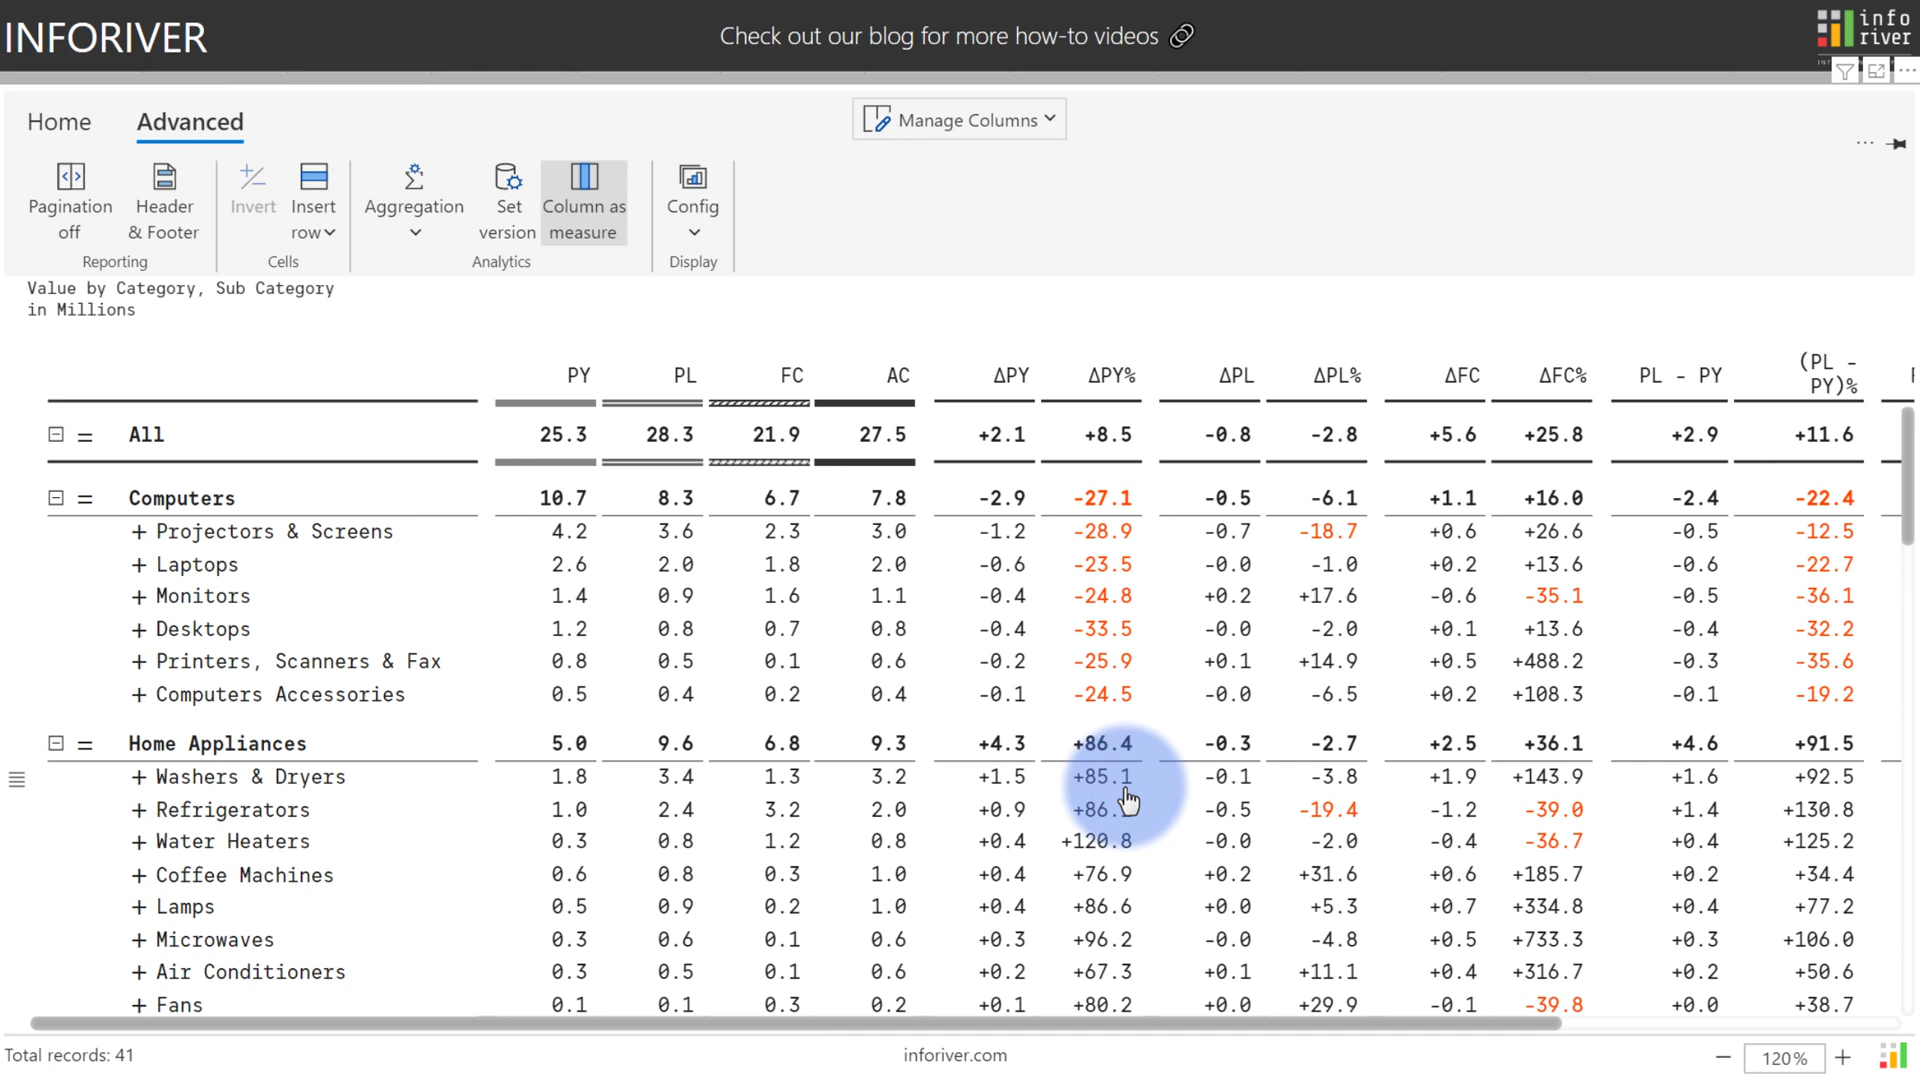 INFORIVER
Check out our blog for more how-to videos
info
river
Home
Advanced
Manage Columns
Pagination
off
Header
& Footer
Invert
Insert
row
Aggregation
Set
version
Column as
measure
Config
Reporting
Cells
Analytics
Display
Value by Category, Sub Category
in Millions
PY PL FC AC ΔPY ΔPY% ΔPL ΔPL% ΔFC ΔFC% PL - PY (PL - PY)%
All 25.3 28.3 21.9 27.5 +2.1 +8.5 -0.8 -2.8 +5.6 +25.8 +2.9 +11.6
Computers 10.7 8.3 6.7 7.8 -2.9 -27.1 -0.5 -6.1 +1.1 +16.0 -2.4 -22.4
+ Projectors & Screens 4.2 3.6 2.3 3.0 -1.2 -28.9 -0.7 -18.7 +0.6 +26.6 -0.5 -12.5
+ Laptops 2.6 2.0 1.8 2.0 -0.6 -23.5 -0.0 -1.0 +0.2 +13.6 -0.6 -22.7
+ Monitors 1.4 0.9 1.6 1.1 -0.4 -24.8 +0.2 +17.6 -0.6 -35.1 -0.5 -36.1
+ Desktops 1.2 0.8 0.7 0.8 -0.4 -33.5 -0.0 -2.0 +0.1 +13.6 -0.4 -32.2
+ Printers, Scanners & Fax 0.8 0.5 0.1 0.6 -0.2 -25.9 +0.1 +14.9 +0.5 +488.2 -0.3 -35.6
+ Computers Accessories 0.5 0.4 0.2 0.4 -0.1 -24.5 -0.0 -6.5 +0.2 +108.3 -0.1 -19.2
Home Appliances 5.0 9.6 6.8 9.3 +4.3 +86.4 -0.3 -2.7 +2.5 +36.1 +4.6 +91.5
+ Washers & Dryers 1.8 3.4 1.3 3.2 +1.5 +85.1 -0.1 -3.8 +1.9 +143.9 +1.6 +92.5
+ Refrigerators 1.0 2.4 3.2 2.0 +0.9 +86. -0.5 -19.4 -1.2 -39.0 +1.4 +130.8
+ Water Heaters 0.3 0.8 1.2 0.8 +0.4 +120.8 -0.0 -2.0 -0.4 -36.7 +0.4 +125.2
+ Coffee Machines 0.6 0.8 0.3 1.0 +0.4 +76.9 +0.2 +31.6 +0.6 +185.7 +0.2 +34.4
+ Lamps 0.5 0.9 0.2 1.0 +0.4 +86.6 +0.0 +5.3 +0.7 +334.8 +0.4 +77.2
+ Microwaves 0.3 0.6 0.1 0.6 +0.3 +96.2 -0.0 -4.8 +0.5 +733.3 +0.3 +106.0
+ Air Conditioners 0.3 0.5 0.1 0.6 +0.2 +67.3 +0.1 +11.1 +0.4 +316.7 +0.2 +50.6
+ Fans 0.1 0.1 0.3 0.2 +0.1 +80.2 +0.0 +29.9 -0.1 -39.8 +0.0 +38.7
Total records: 41
inforiver.com
120%